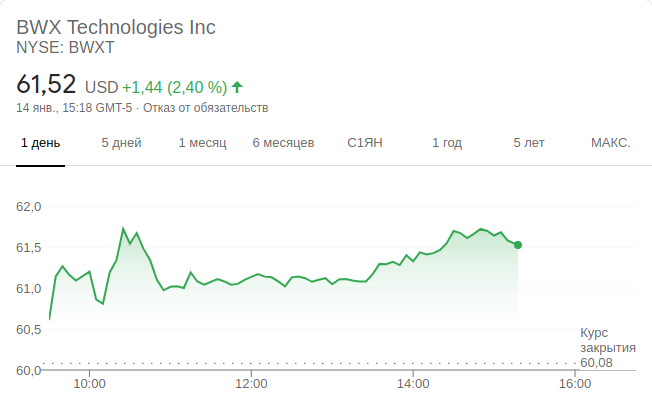 BWX Technologies Inc
NYSE: BWXT
61,52 USD +1,44 (2,40 %)
14 янв., 15:18 GMT-5 · Отказ от обязательств
1 день 5 дней 1 месяц 6 месяцев С1ЯН 1 год 5 лет МАКС.
62,0
61,5
61,0
60,5
Курс
закрытия
60,08
60,0
10:00 12:00 14:00 16:00